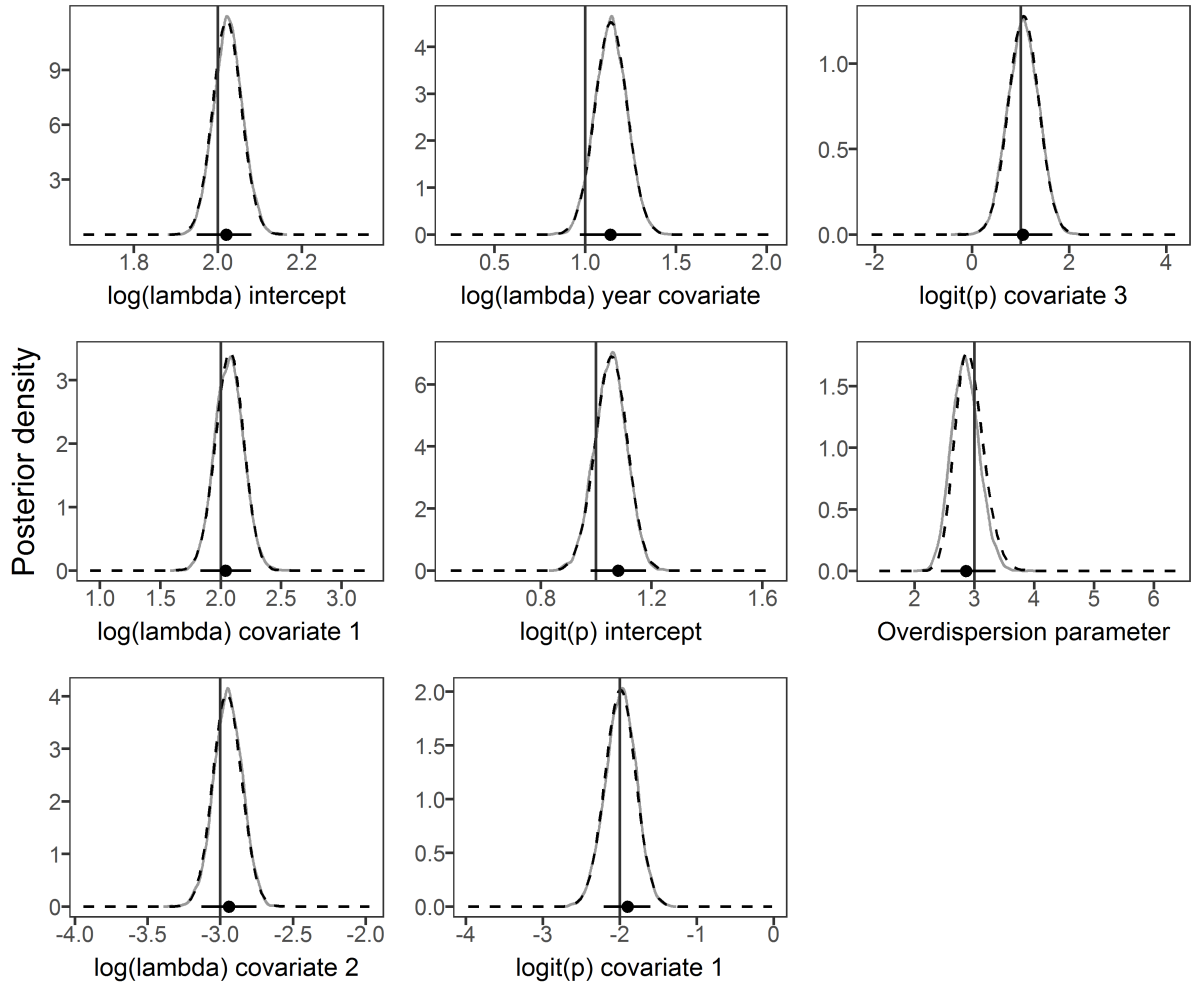 Posterior density
9
6
3
1.8 2.0 2.2
log(lambda) intercept
4
3
2
1
0
0.5 1.0 1.5 2.0
log(lambda) year covariate
1.0
0.5
0.0
-2 0 2 4
logit(p) covariate 3
3
2
1
0
1.0 1.5 2.0 2.5 3.0
log(lambda) covariate 1
6
4
2
0
0.8 1.2 1.6
logit(p) intercept
1.5
1.0
0.5
0.0
2 3 4 5 6
Overdispersion parameter
4
3
2
1
0
-4.0 -3.5 -3.0 -2.5 -2.0
log(lambda) covariate 2
2.0
1.5
1.0
0.5
0.0
-4 -3 -2 -1 0
logit(p) covariate 1